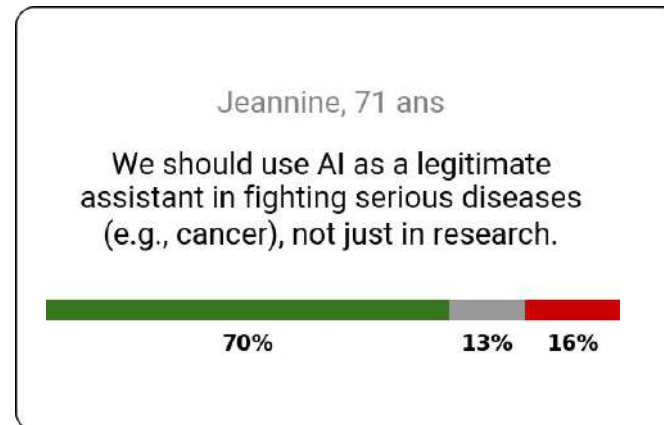 Jeannine, 71 ans
We should use AI as a legitimate
assistant in fighting serious diseases
(e.g., cancer), not just in research.
70%
13%
16%